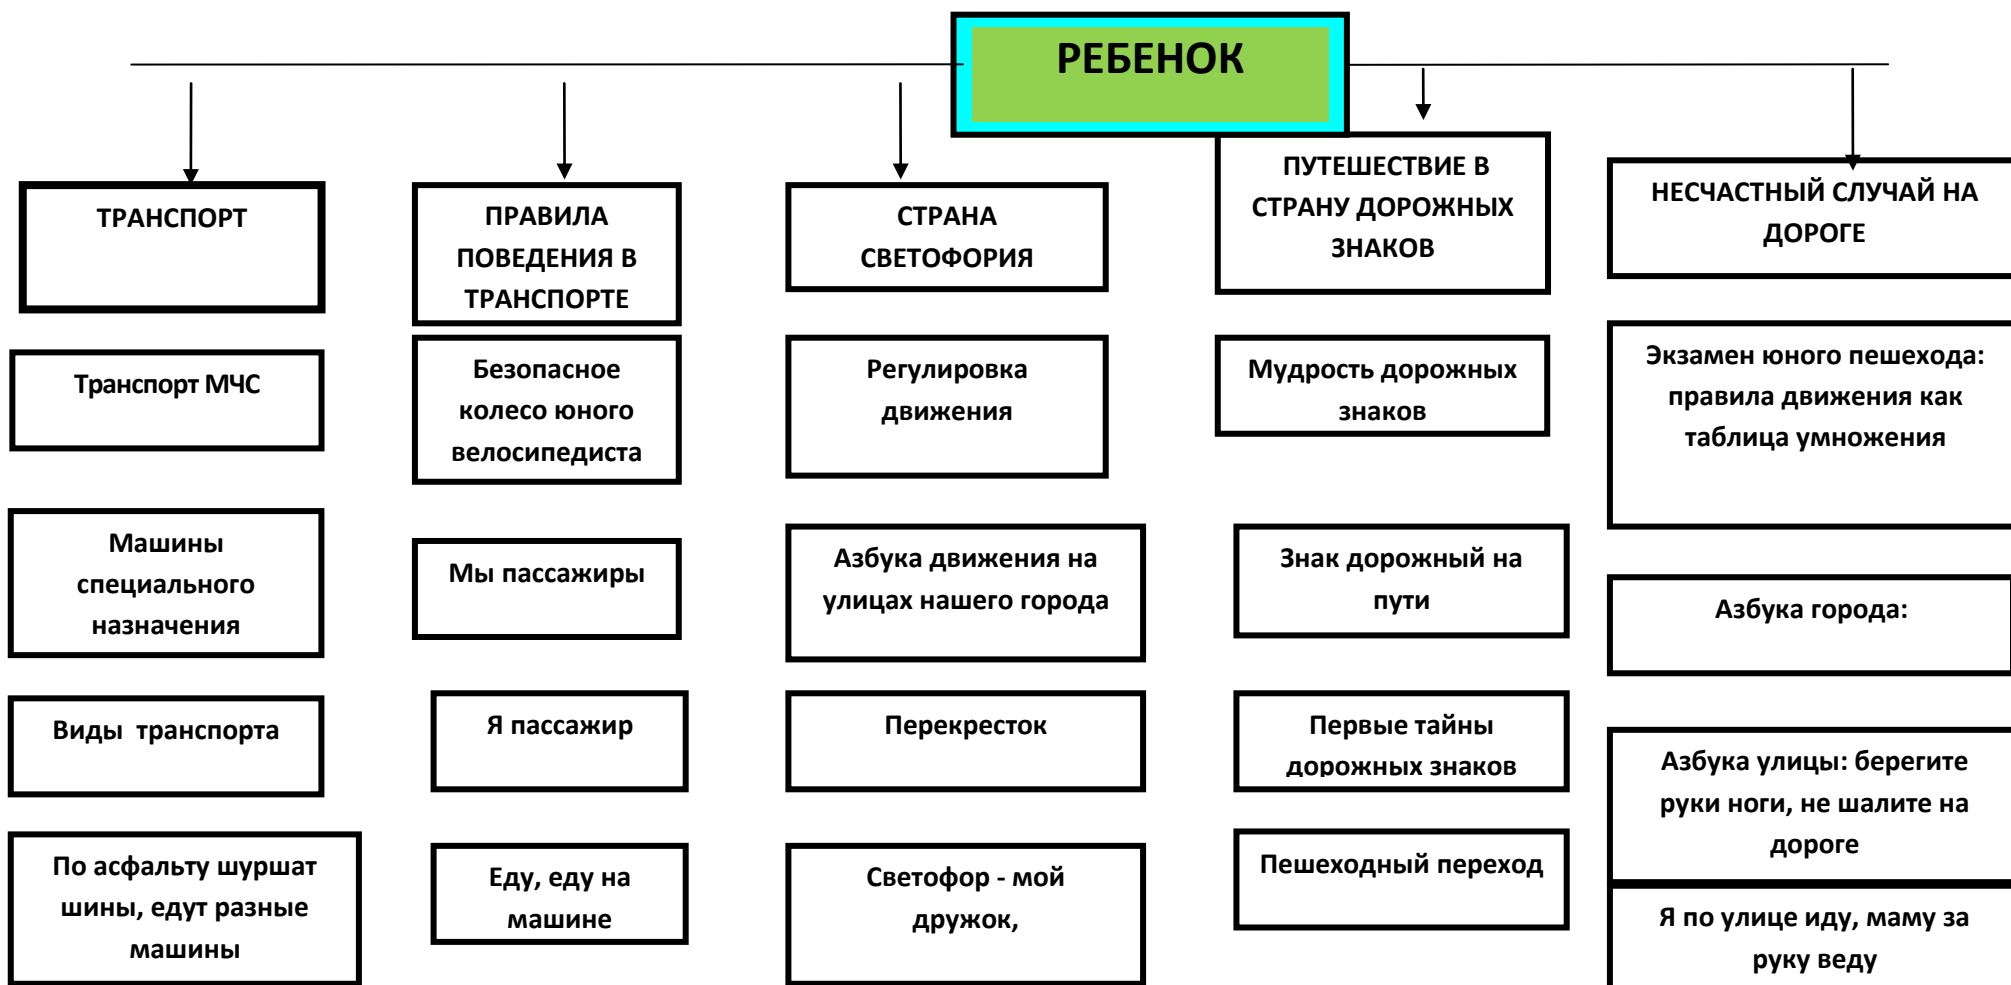 РЕБЕНОК
ТРАНСПОРТ
Транспорт МЧС
Машины
специального
назначения
Виды транспорта
По асфальту шуршат
шины, едут разные
машины
ПРАВИЛА
ПОВЕДЕНИЯ В
ТРАНСПОРТЕ
Безопасное
колесо юного
велосипедиста
Мы пассажиры
Я пассажир
Еду, еду на
машине
СТРАНА
СВЕТОФОРИЯ
Регулировка
движения
Азбука движения на
улицах нашего города
Перекресток
Светофор - мой
дружок,
ПУТЕШЕСТВИЕ В
СТРАНУ ДОРОЖНЫХ
ЗНАКОВ
Мудрость дорожных
знаков
Знак дорожный на
пути
Первые тайны
дорожных знаков
Пешеходный переход
НЕСЧАСТНЫЙ СЛУЧАЙ НА
ДОРОГЕ
Экзамен юного пешехода:
правила движения как
таблица умножения
Азбука города:
Азбука улицы: берегите
руки ноги, не шалите на
дороге
Я по улице иду, маму за
руку веду